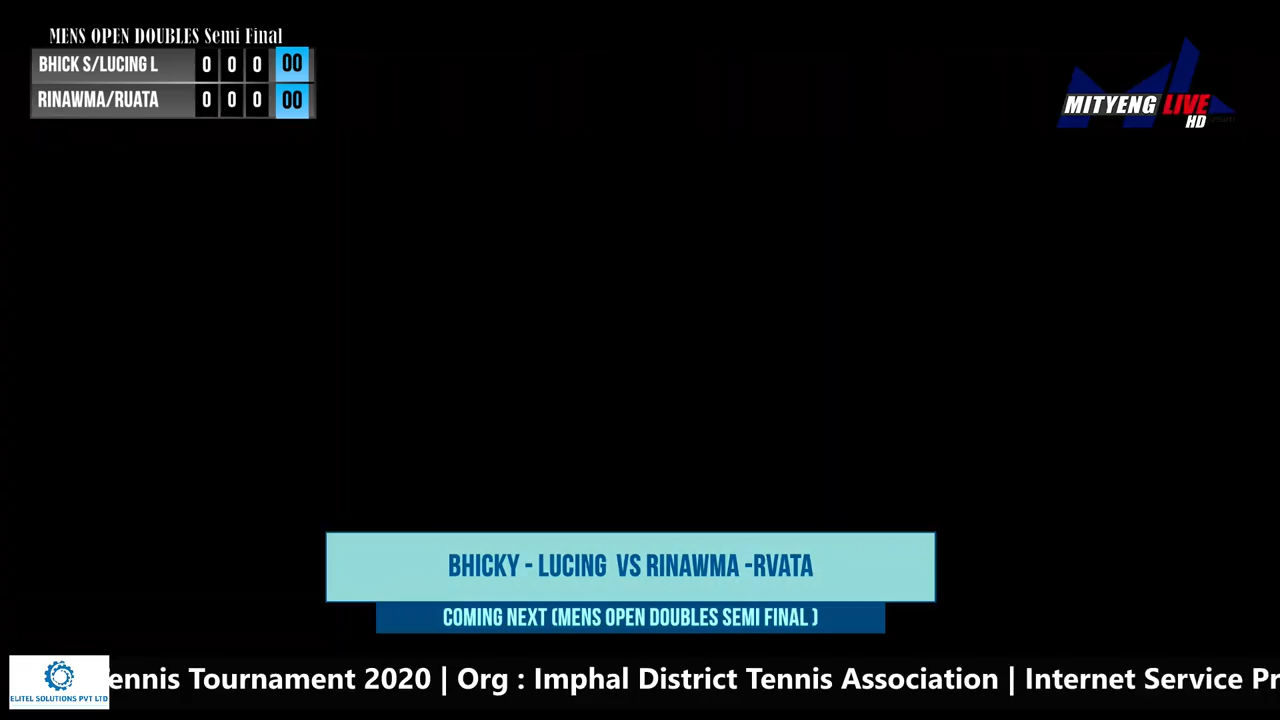 MENS OPEN DOUBLES Semi Final
BHICK S/LUCING L 0 0 0 00
RINAWMA/RUATA 0 0 0 00
MITYENG LIVE
HD
BHICKY - LUCING VS RINAWMA -RVATA
COMING NEXT (MENS OPEN DOUBLES SEMI FINAL )
ELITEL SOLUTIONS PVT LTD
ennis Tournament 2020 | Org : Imphal District Tennis Association | Internet Service Pr